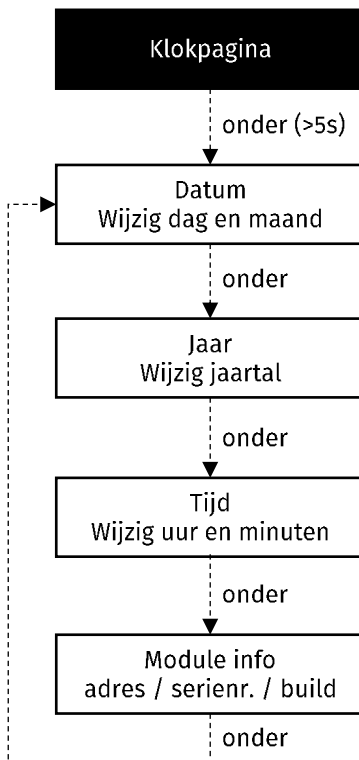 Klokpagina
onder (>5s)
Datum
Wijzig dag en maand
onder
Jaar
Wijzig jaartal
onder
Tijd
Wijzig uur en minuten
onder
Module info
adres / serienr. / build
onder